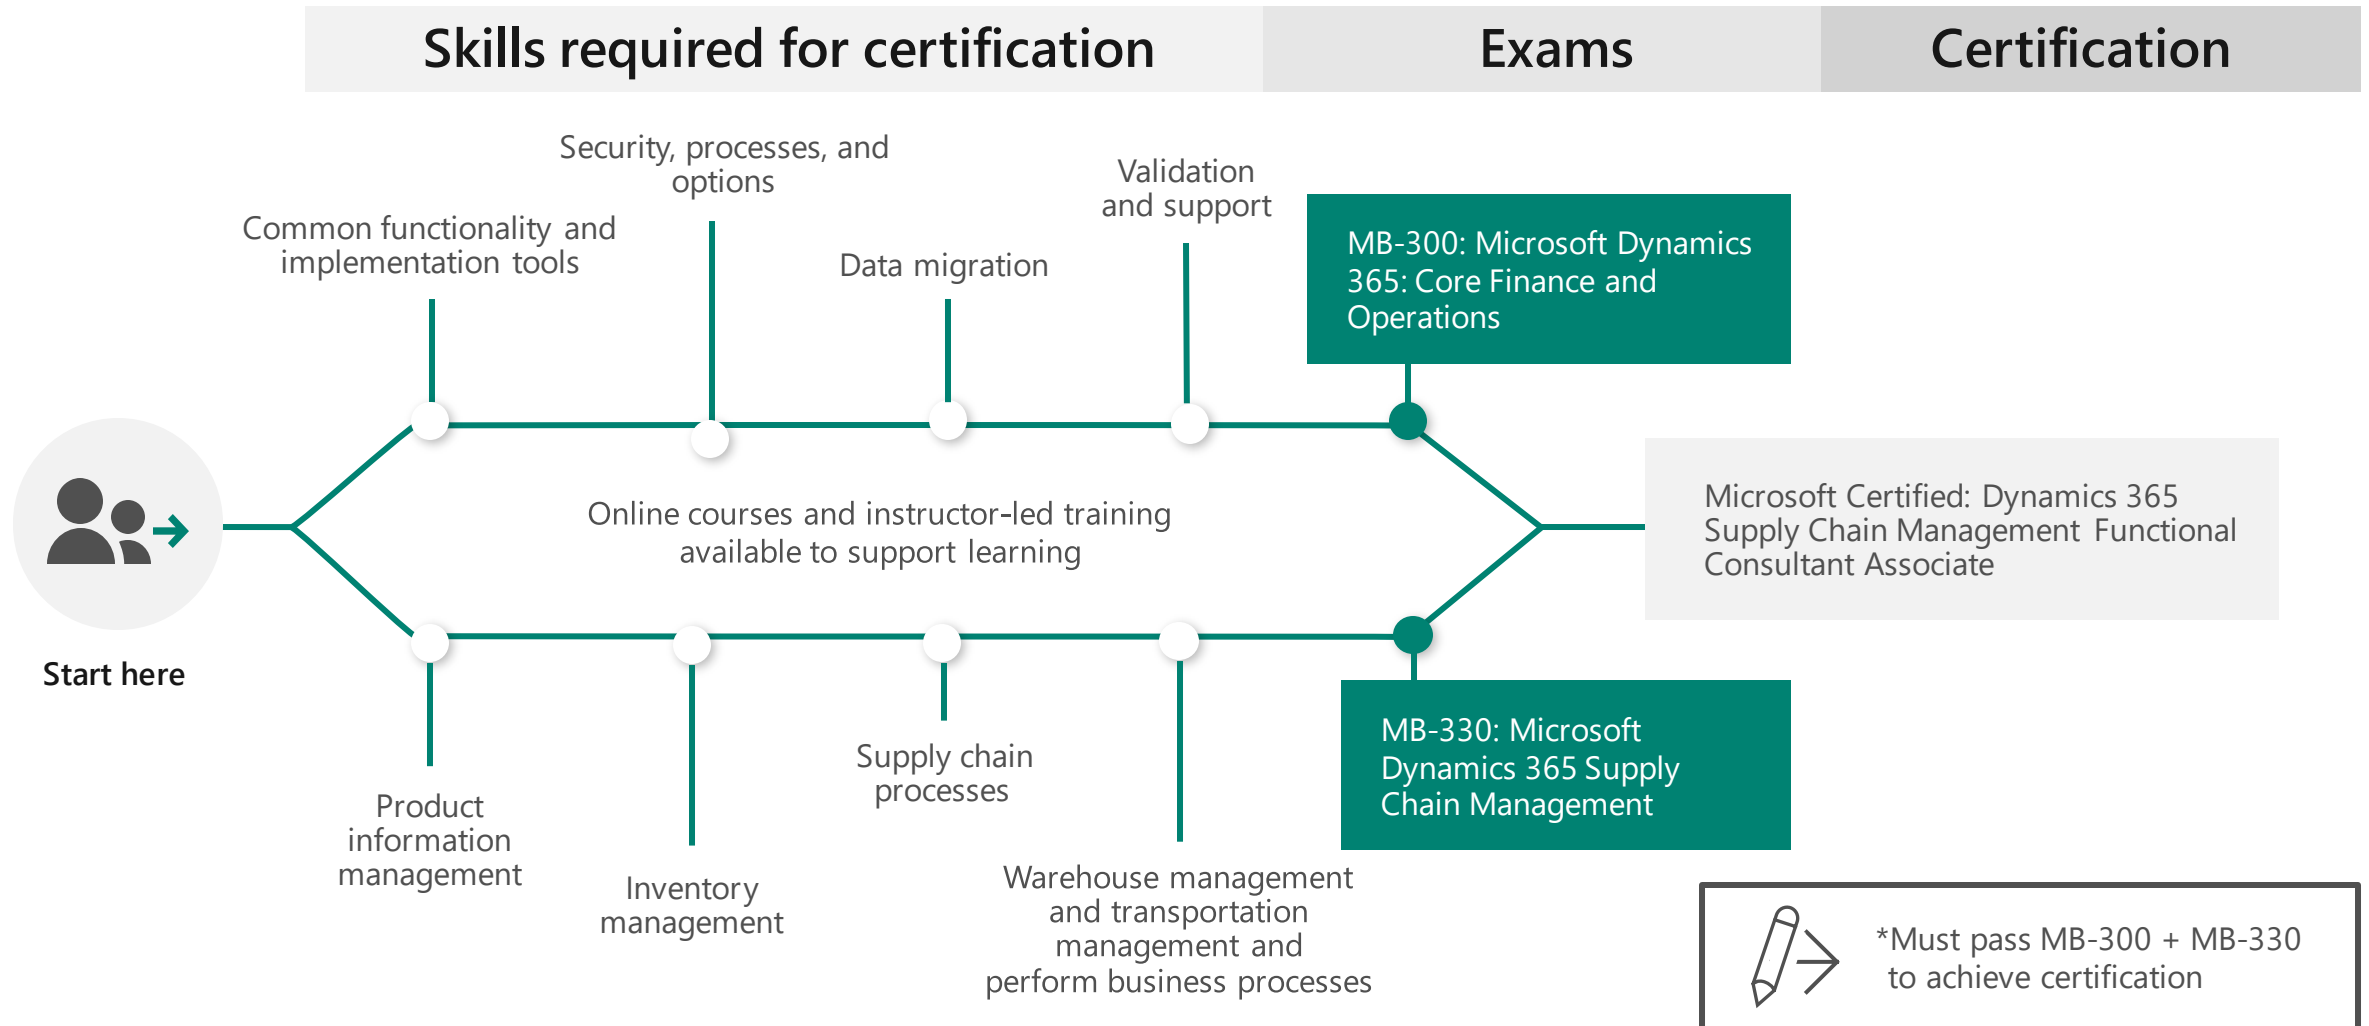 Skills required for certification
Exams
Certification
Security, processes, and
options
Validation
and support
Common functionality and
implementation tools
Data migration
MB-300: Microsoft Dynamics
365: Core Finance and
Operations
Online courses and instructor-led training
available to support learning
Microsoft Certified: Dynamics 365
Supply Chain Management Functional
Consultant Associate
Start here
Product
information
management
Inventory
management
Supply chain
processes
Warehouse management
and transportation
management and
perform business processes
MB-330: Microsoft
Dynamics 365 Supply
Chain Management
*Must pass MB-300 + MB-330
to achieve certification